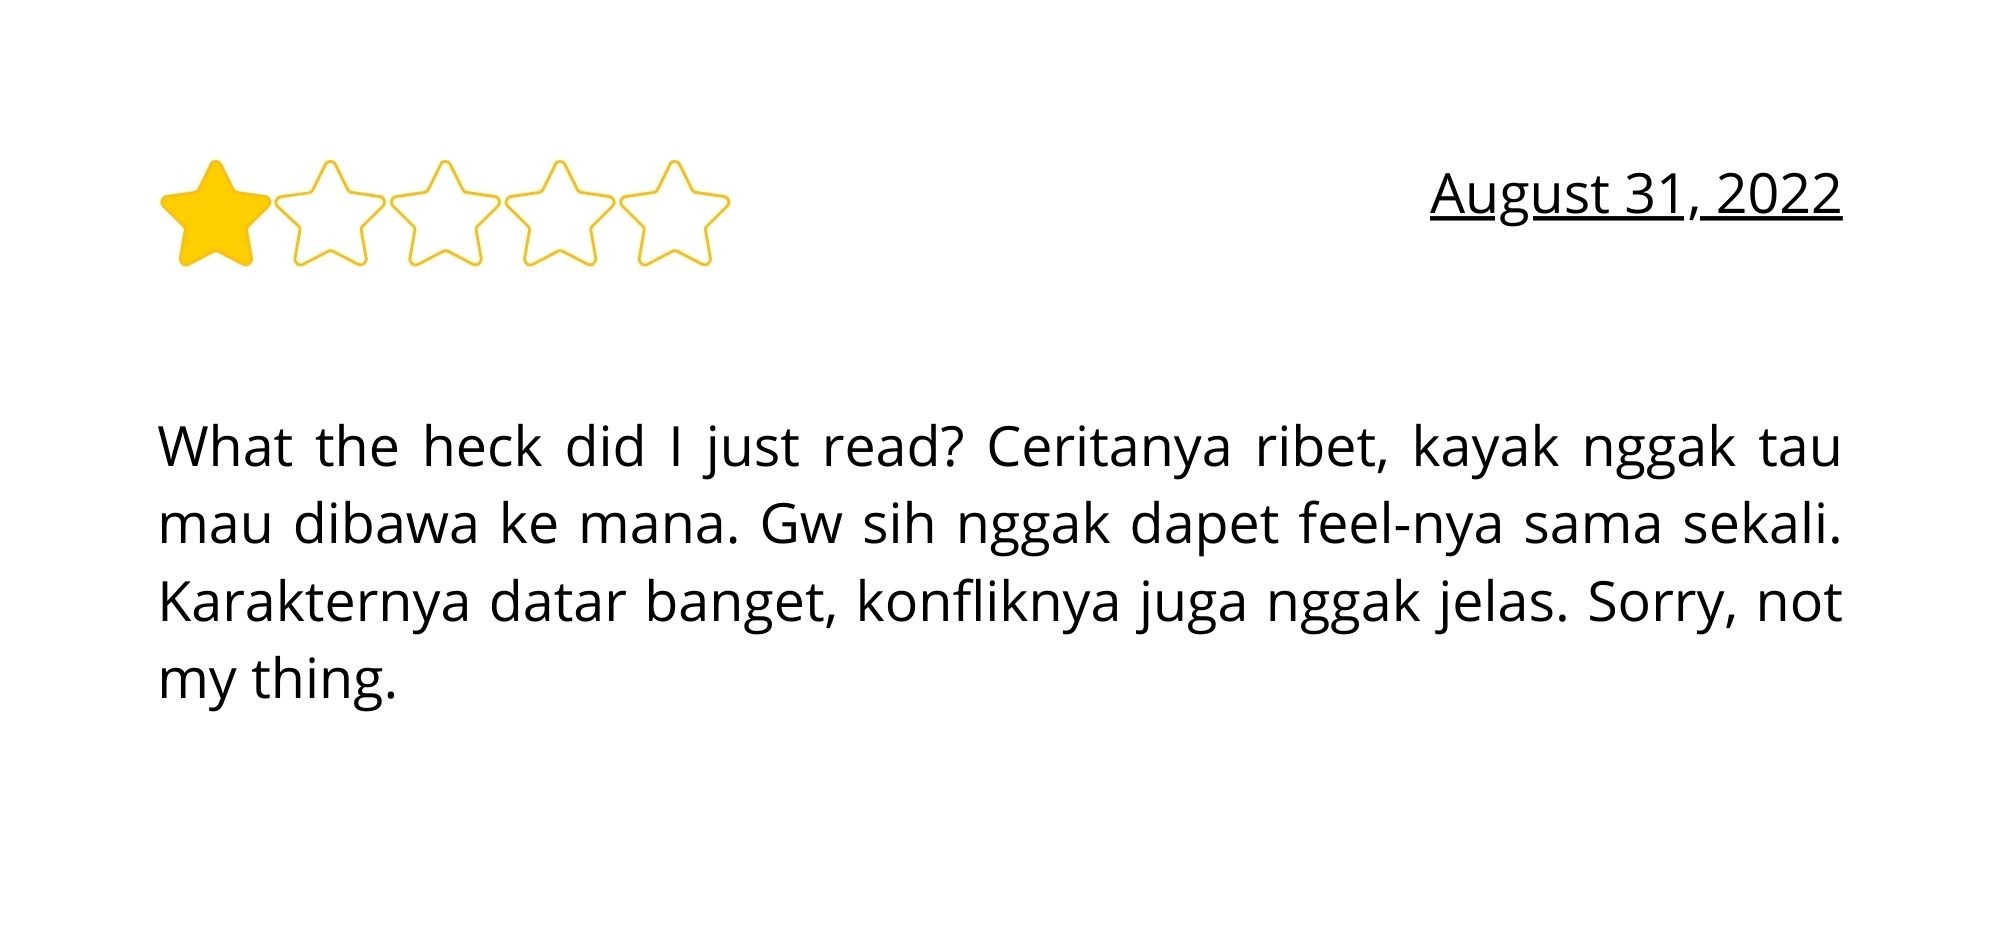 August 31, 2022
What the heck did I just read? Ceritanya ribet, kayak nggak tau
mau dibawa ke mana. Gw sih nggak dapet feel-nya sama sekali.
Karakternya datar banget, konfliknya juga nggak jelas. Sorry, not
my thing.